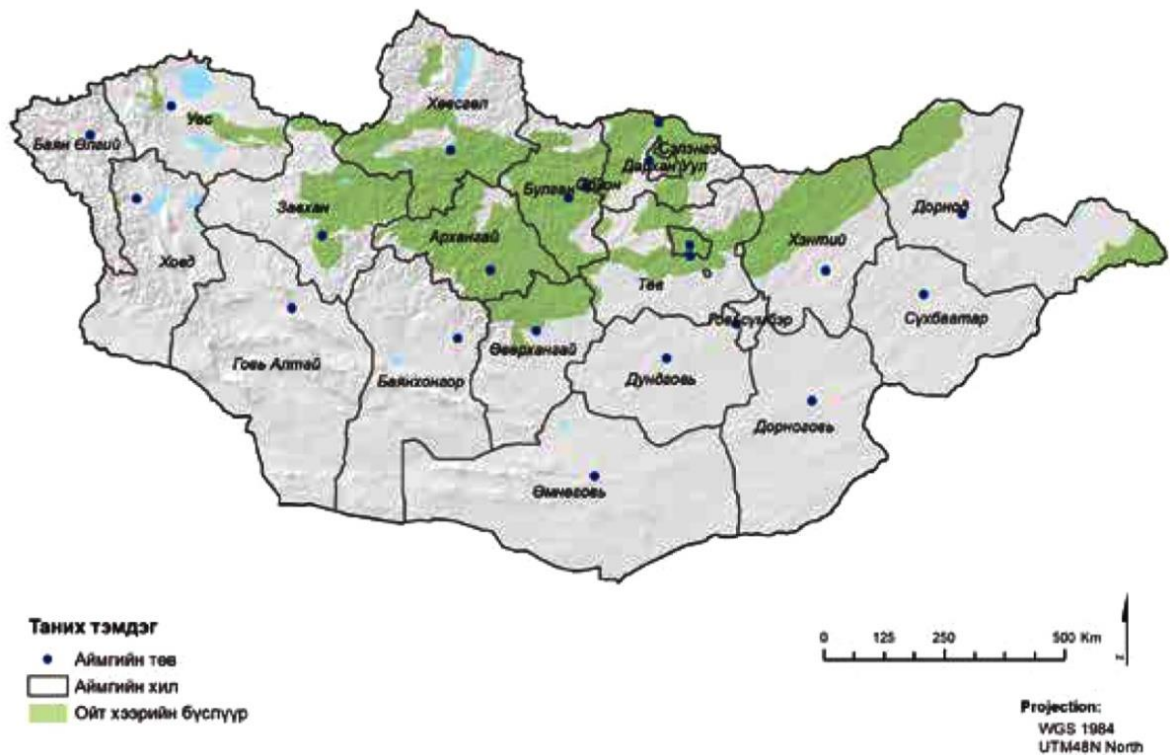 Хөвсгөл
Увс
Баян Өлгий
Сэлэнгэ
Дархан Уул
Орхон
Булган
Завхан
Дорнод
Архангай
Хэнтий
Ховд
Төв
Говьсүмбэр
Сүхбаатар
Өвөрхангай
Говь Алтай
Баянхонгор
Дундговь
Дорноговь
Өмнөговь
Таних тэмдэг
Аймгийн төв
Аймгийн хил
Ойт хээрийн бүслүүр
0 125 250 500 Km
Projection:
WGS 1984
UTM48N North